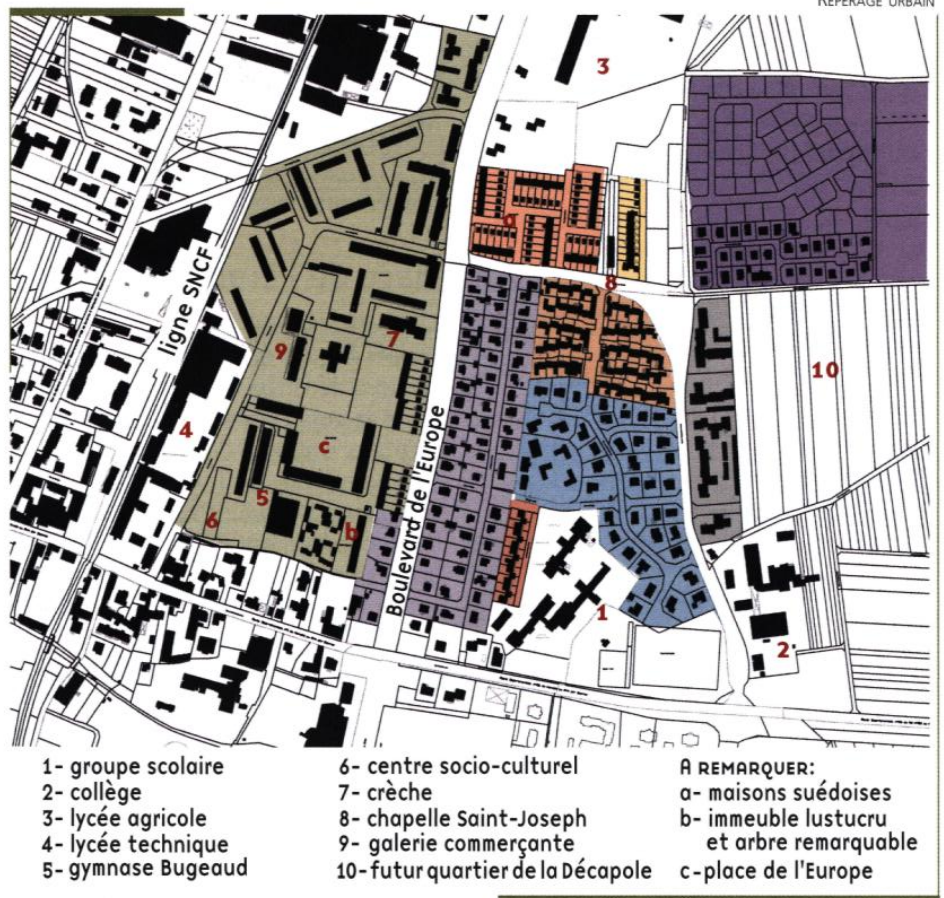 REPÉRAGE URBAIN
3
a
8
ligne SNCF
9
7
10
4
c
Boulevard de l'Europe
5
6
b
1
2
1- groupe scolaire
2- collège
3- lycée agricole
4- lycée technique
5- gymnase Bugeaud
6- centre socio-culturel
7- crèche
8- chapelle Saint-Joseph
9- galerie commerçante
10- futur quartier de la Décapole
A REMARQUER:
a- maisons suédoises
b- immeuble lustucru
et arbre remarquable
c-place de l'Europe